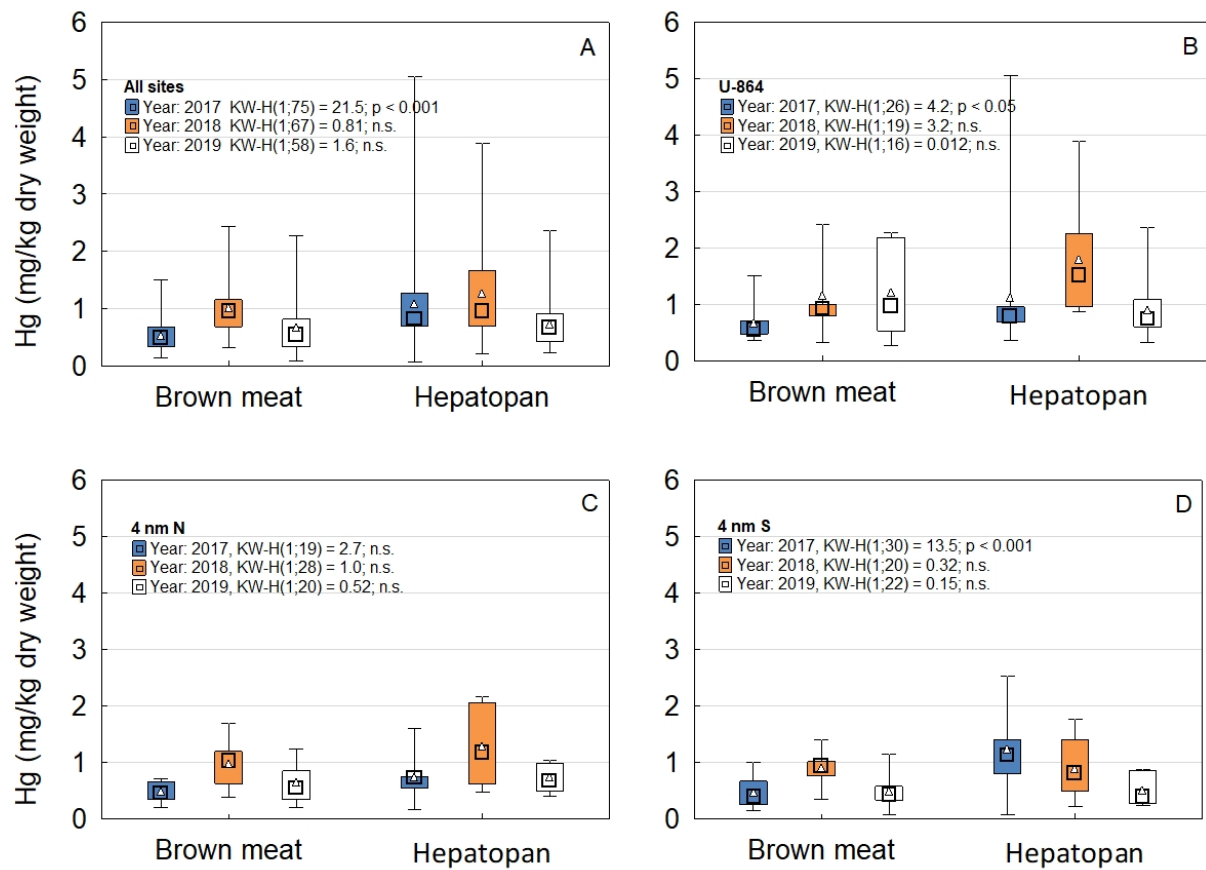 A
Hg (mg/kg dry weight)
6
5
4
3
2
1
0
All sites
Year: 2017 KW-H(1;75) = 21.5; p < 0.001
Year: 2018 KW-H(1;67) = 0.81; n.s.
Year: 2019 KW-H(1;58) = 1.6; n.s.
Brown meat
Hepatopan
B
6
5
4
3
2
1
0
U-864
Year: 2017, KW-H(1;26) = 4.2; p < 0.05
Year: 2018, KW-H(1;19) = 3.2; n.s.
Year: 2019, KW-H(1;16) = 0.012; n.s.
Brown meat
Hepatopan
C
Hg (mg/kg dry weight)
6
5
4
3
2
1
0
4 nm N
Year: 2017, KW-H(1;19) = 2.7; n.s.
Year: 2018, KW-H(1;28) = 1.0; n.s.
Year: 2019, KW-H(1;20) = 0.52; n.s.
Brown meat
Hepatopan
D
6
5
4
3
2
1
0
4 nm S
Year: 2017, KW-H(1;30) = 13.5; p < 0.001
Year: 2018, KW-H(1;20) = 0.32; n.s.
Year: 2019, KW-H(1;22) = 0.15; n.s.
Brown meat
Hepatopan